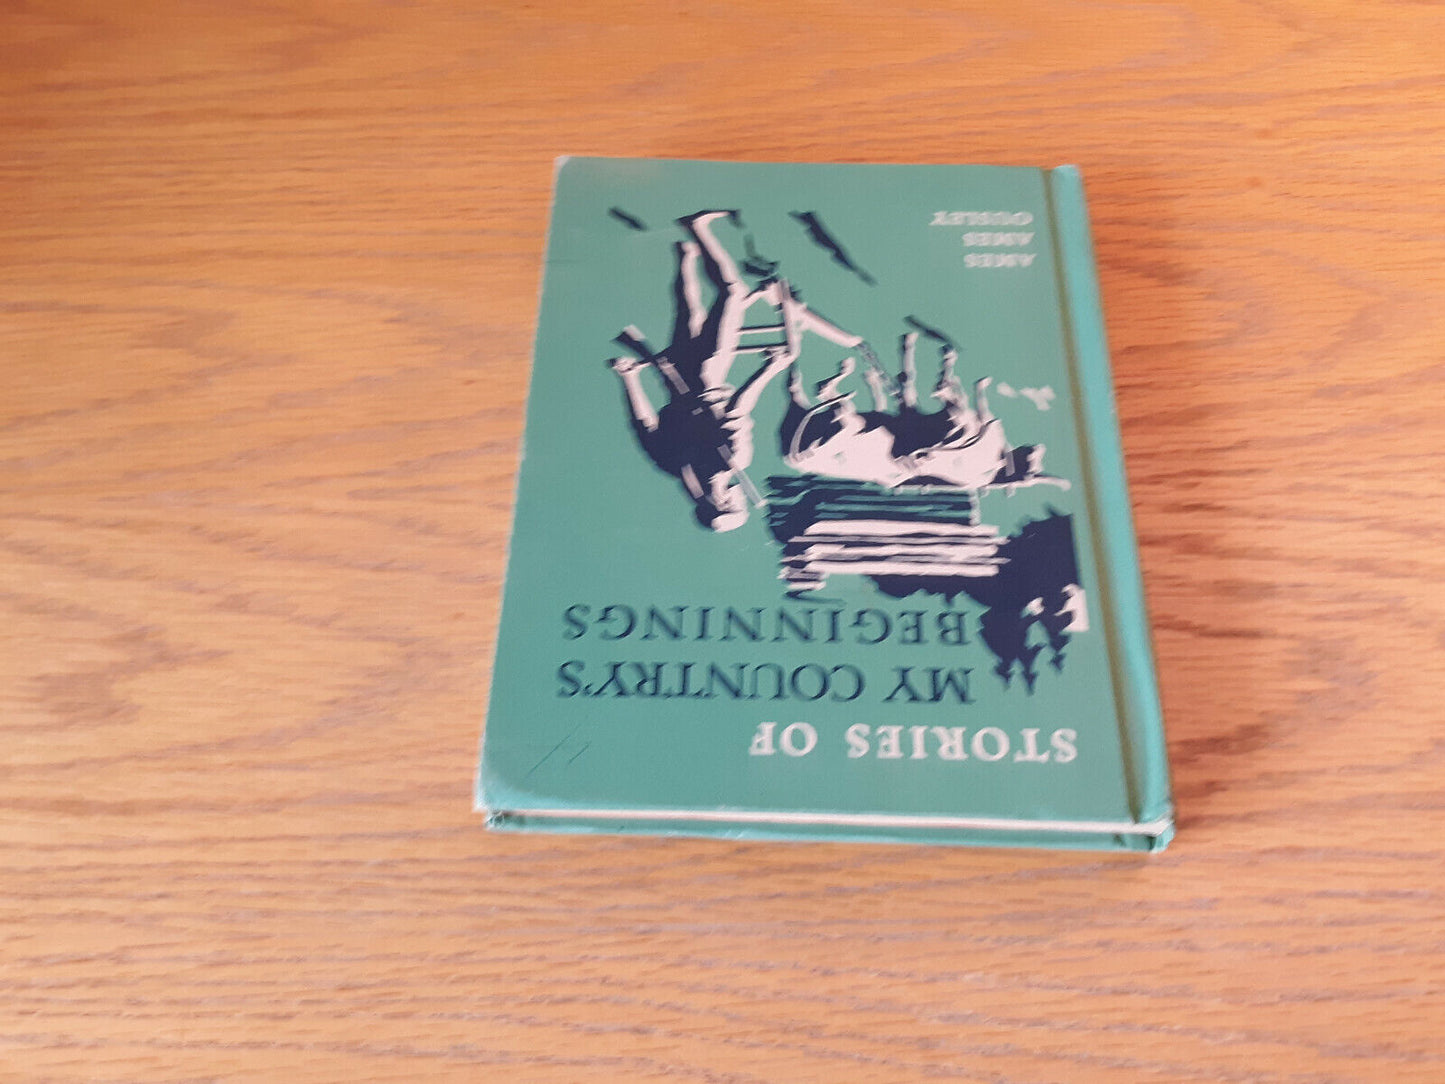 STORIES OF
MY COUNTRY'S
BEGINNINGS
AMES
AMES
OUSLEY